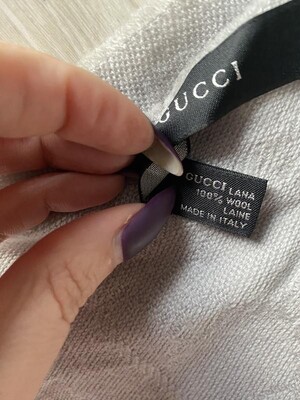 GUCCI
GUCCI LANA
100% WOOL
LAINE
MADE IN ITALY